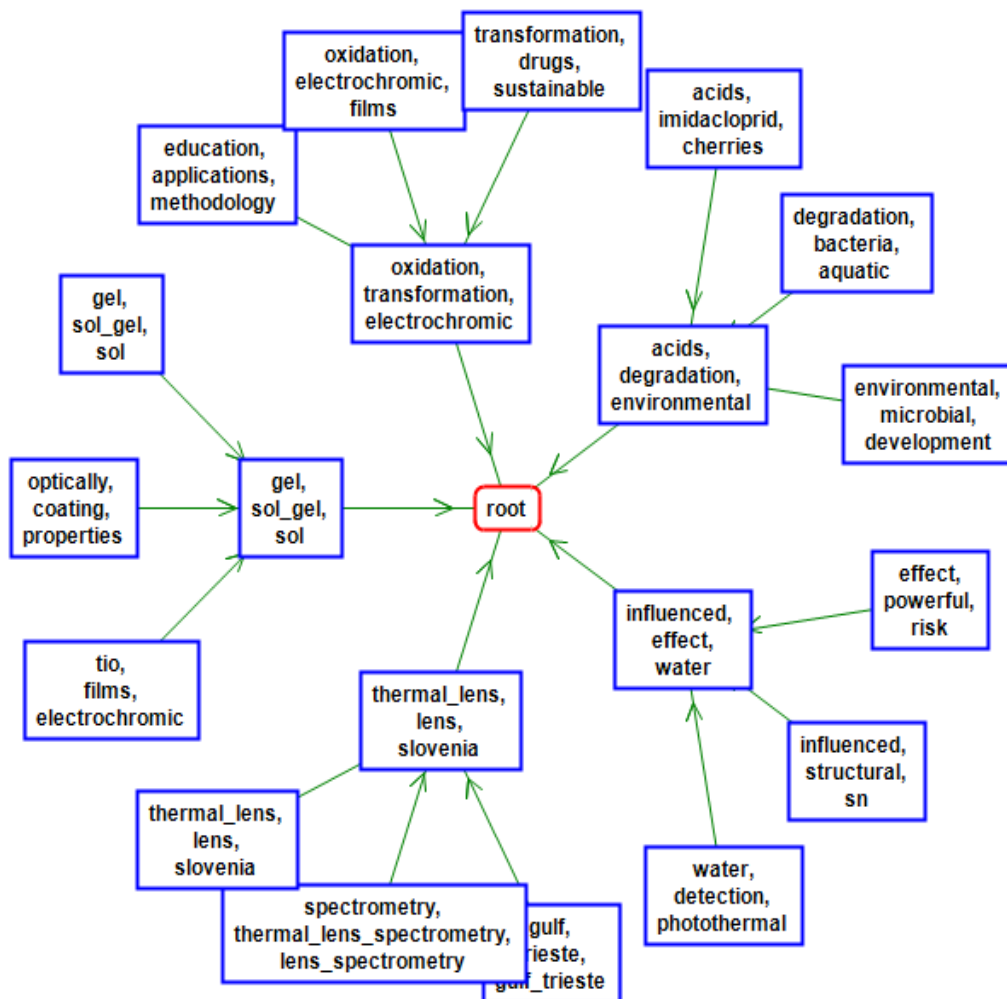 oxidation,
electrochromic,
films
transformation,
drugs,
sustainable
acids,
imidacloprid,
cherries
education,
applications,
methodology
degradation,
bacteria,
aquatic
oxidation,
transformation,
electrochromic
gel,
sol_gel,
sol
acids,
degradation,
environmental
environmental,
microbial,
development
optically,
coating,
properties
gel,
sol_gel,
sol
root
effect,
powerful,
risk
influenced,
effect,
water
tio,
films,
electrochromic
thermal_lens,
lens,
slovenia
influenced,
structural,
sn
thermal_lens,
lens,
slovenia
water,
detection,
photothermal
spectrometry,
thermal_lens_spectrometry,
lens_spectrometry
gulf,
rieste,
gulf_trieste